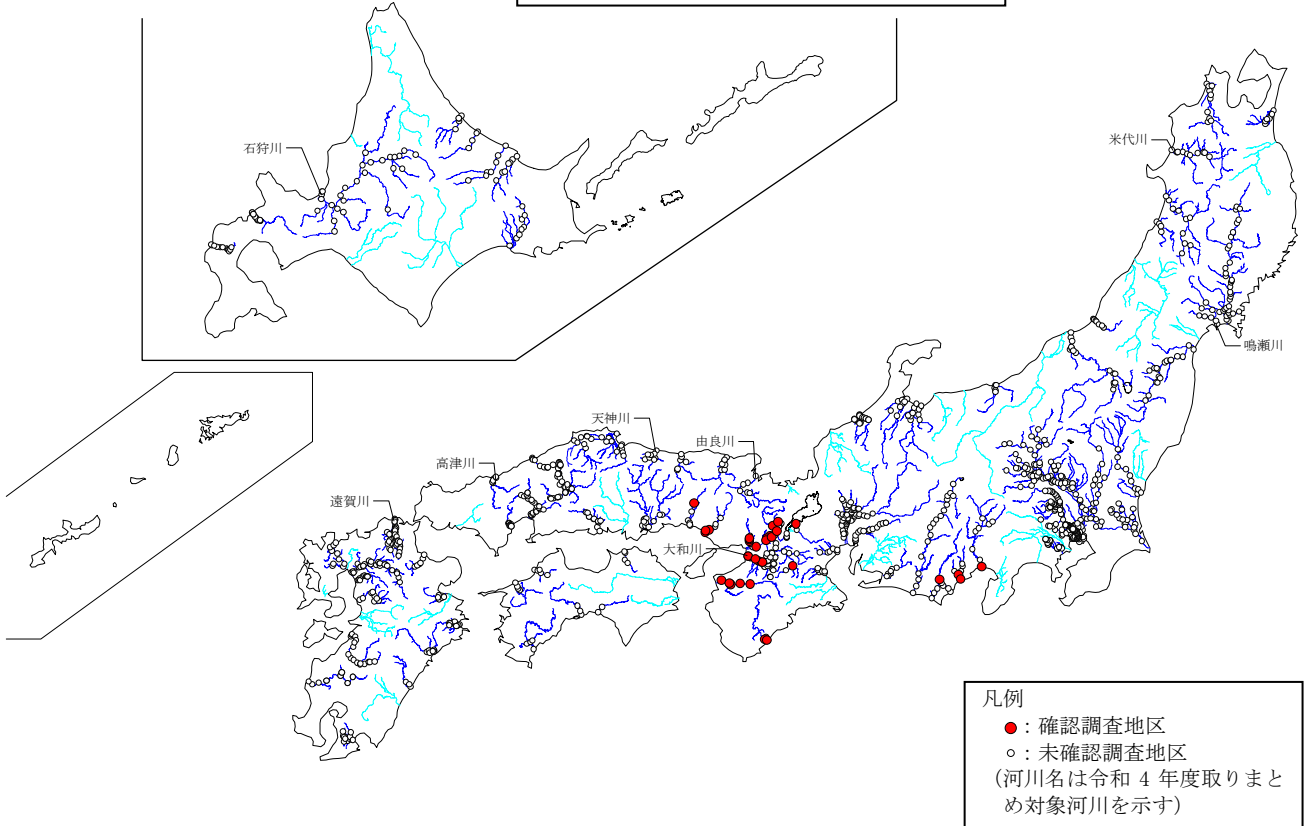 石狩川
米代川
鳴瀬川
天神川
由良川
高津川
遠賀川
大和川
凡例
：確認調査地区
：未確認調査地区
(河川名は令和 4 年度取りまと
め対象河川を示す)